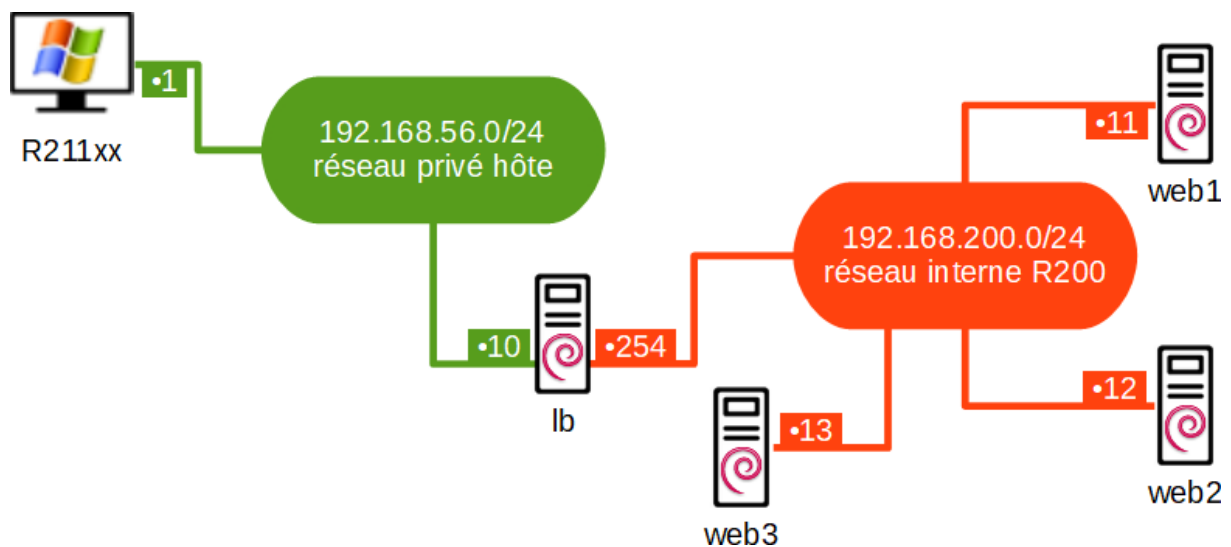 •1
R211xx
192.168.56.0/24
réseau privé hôte
•11
web1
192.168.200.0/24
réseau interne R200
•10
•254
lb
•12
web2
•13
web3